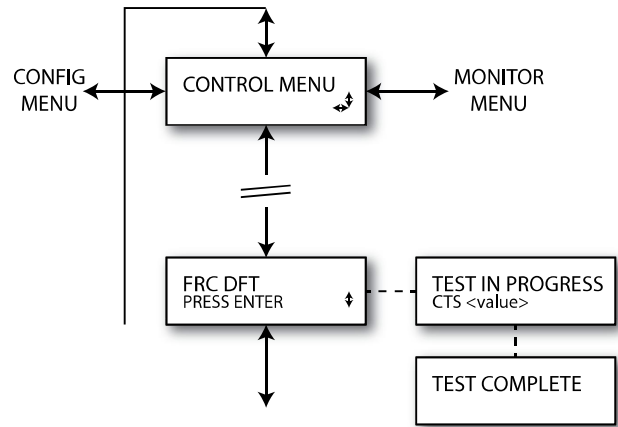 CONFIG
MENU
CONTROL MENU
MONITOR
MENU
FRC DFT
PRESS ENTER
TEST IN PROGRESS
CTS <value>
TEST COMPLETE